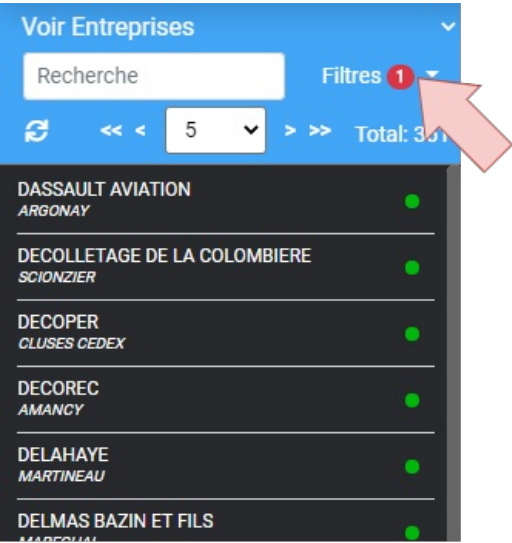 Voir Entreprises
Recherche
Filtres 1
<< < 5 > >> Total:
DASSAULT AVIATION
ARGONAY
DECOLLETAGE DE LA COLOMBIERE
SCIONZIER
DECOPER
CLUSES CEDEX
DECOREC
AMANCY
DELAHAYE
MARTINEAU
DELMAS BAZIN ET FILS